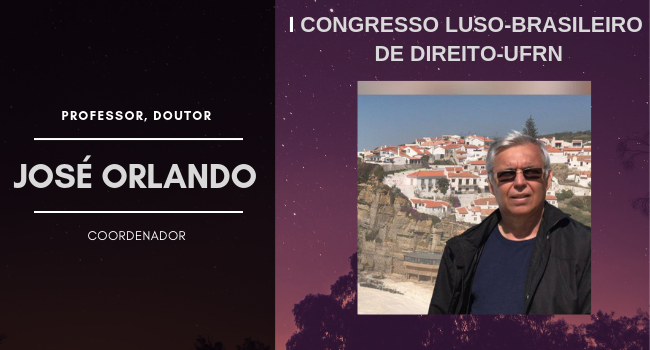 PROFESSOR, DOUTOR
JOSÉ ORLANDO
COORDENADOR
I CONGRESSO LUSO-BRASILEIRO
DE DIREITO-UFRN